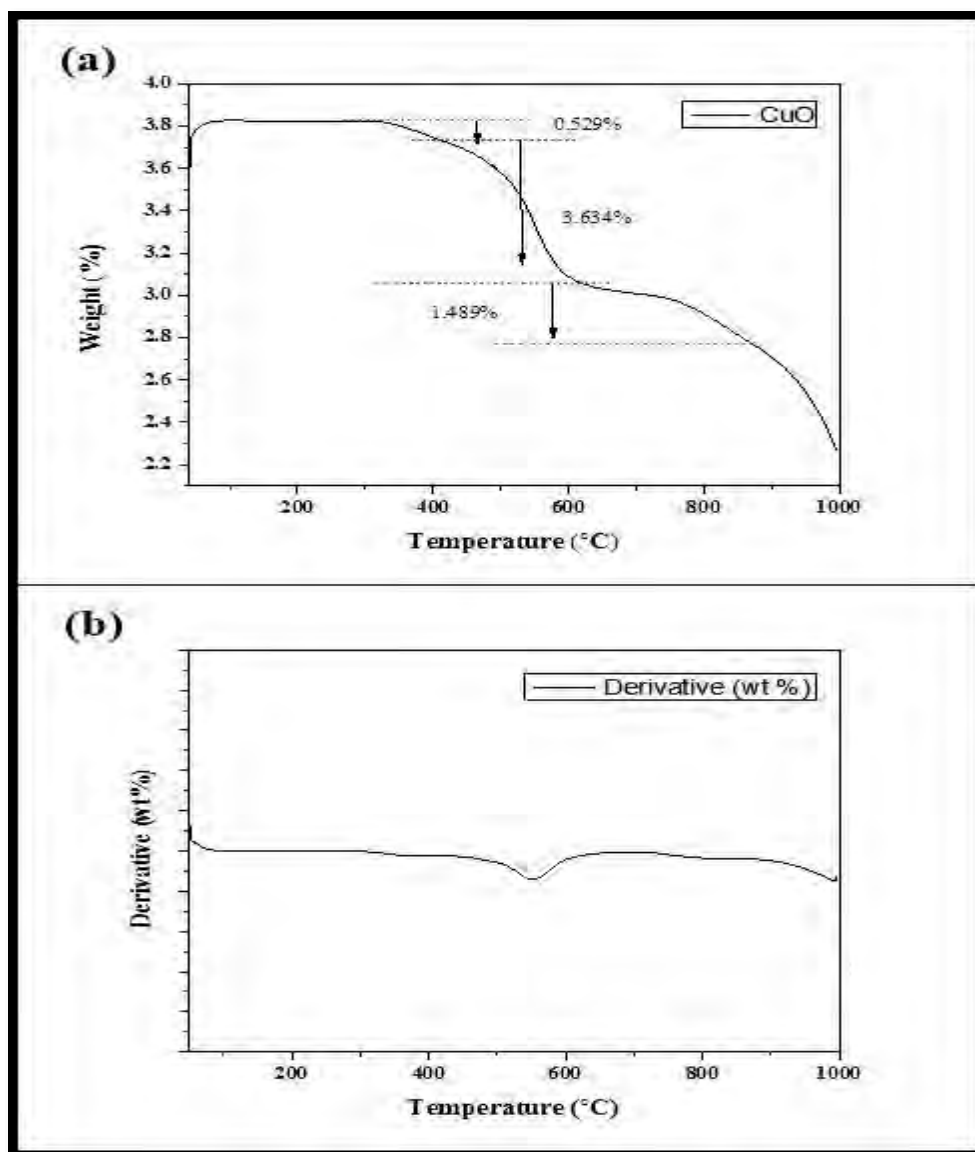 (a)
4.0
3.8
3.6
3.4
3.2
3.0
2.8
2.6
2.4
2.2
Weight (%)
CuO
0.529%
3.634%
1.489%
200
400
600
800
1000
Temperature (°C)
(b)
Derivative (wt %)
Derivative (wt%)
200
400
600
800
1000
Temperature (°C)